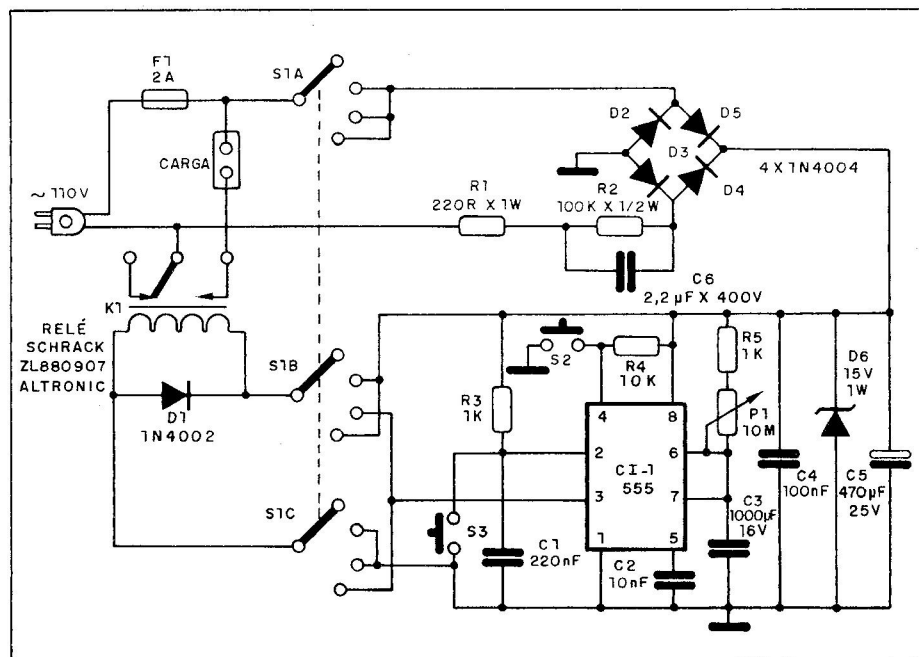 F1
2A
S1A
CARGA
~ 110V
D2
D5
D3
D4
4X1N4004
R1
220R X 1W
R2
100K X 1/2W
C6
2,2µF X 400V
K1
RELÉ
SCHRACK
ZL880907
ALTRONIC
D1
1N4002
S1B
S1C
S2
R4
10K
R3
1K
R5
1K
P1
10M
D6
15V
1W
4
8
2
6
CI-1
555
3
7
1
5
S3
C1
220nF
C2
10nF
C3
1000µF
16V
C4
100nF
C5
470µF
25V